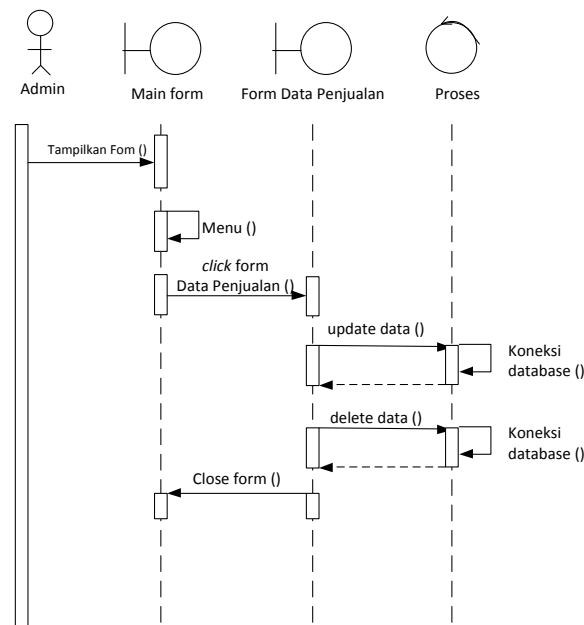 Admin
Main form
Form Data Penjualan
Proses
Tampilkan Fom ()
Menu ()
click form
Data Penjualan ()
update data ()
Koneksi
database ()
delete data ()
Koneksi
database ()
Close form ()